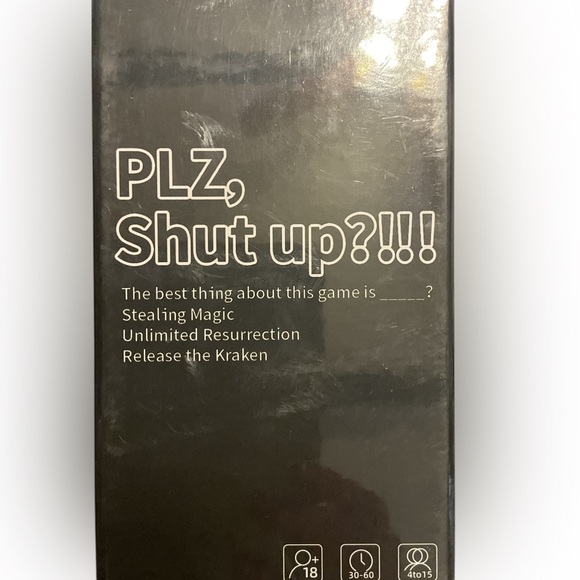 PLZ,
Shut up?!!!
The best thing about this game is _____?
Stealing Magic
Unlimited Resurrection
Release the Kraken
+18 30-60 4to15